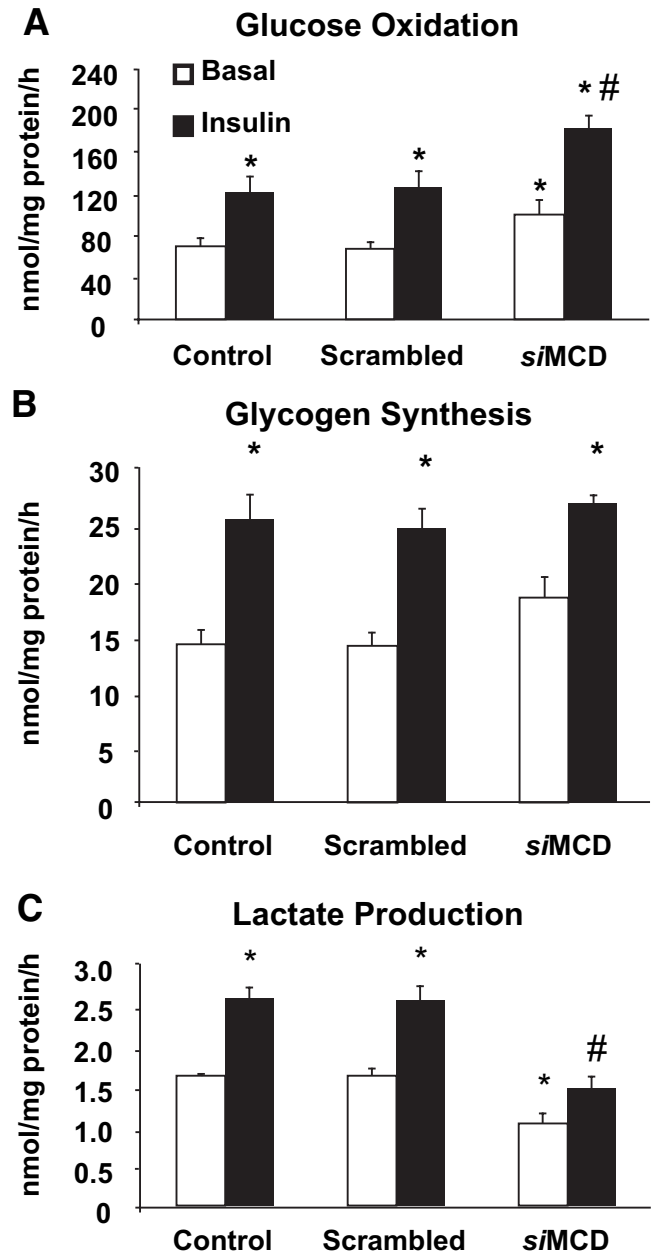 A
Glucose Oxidation
nmol/mg protein/h
240
200
160
120
80
40
0
Basal
Insulin
*
*
*
* #
Control
Scrambled
siMCD
B
Glycogen Synthesis
nmol/mg protein/h
30
25
20
15
10
5
0
*
*
*
Control
Scrambled
siMCD
C
Lactate Production
nmol/mg protein/h
3.0
2.5
2.0
1.5
1.0
0.5
0
*
*
*
#
Control
Scrambled
siMCD